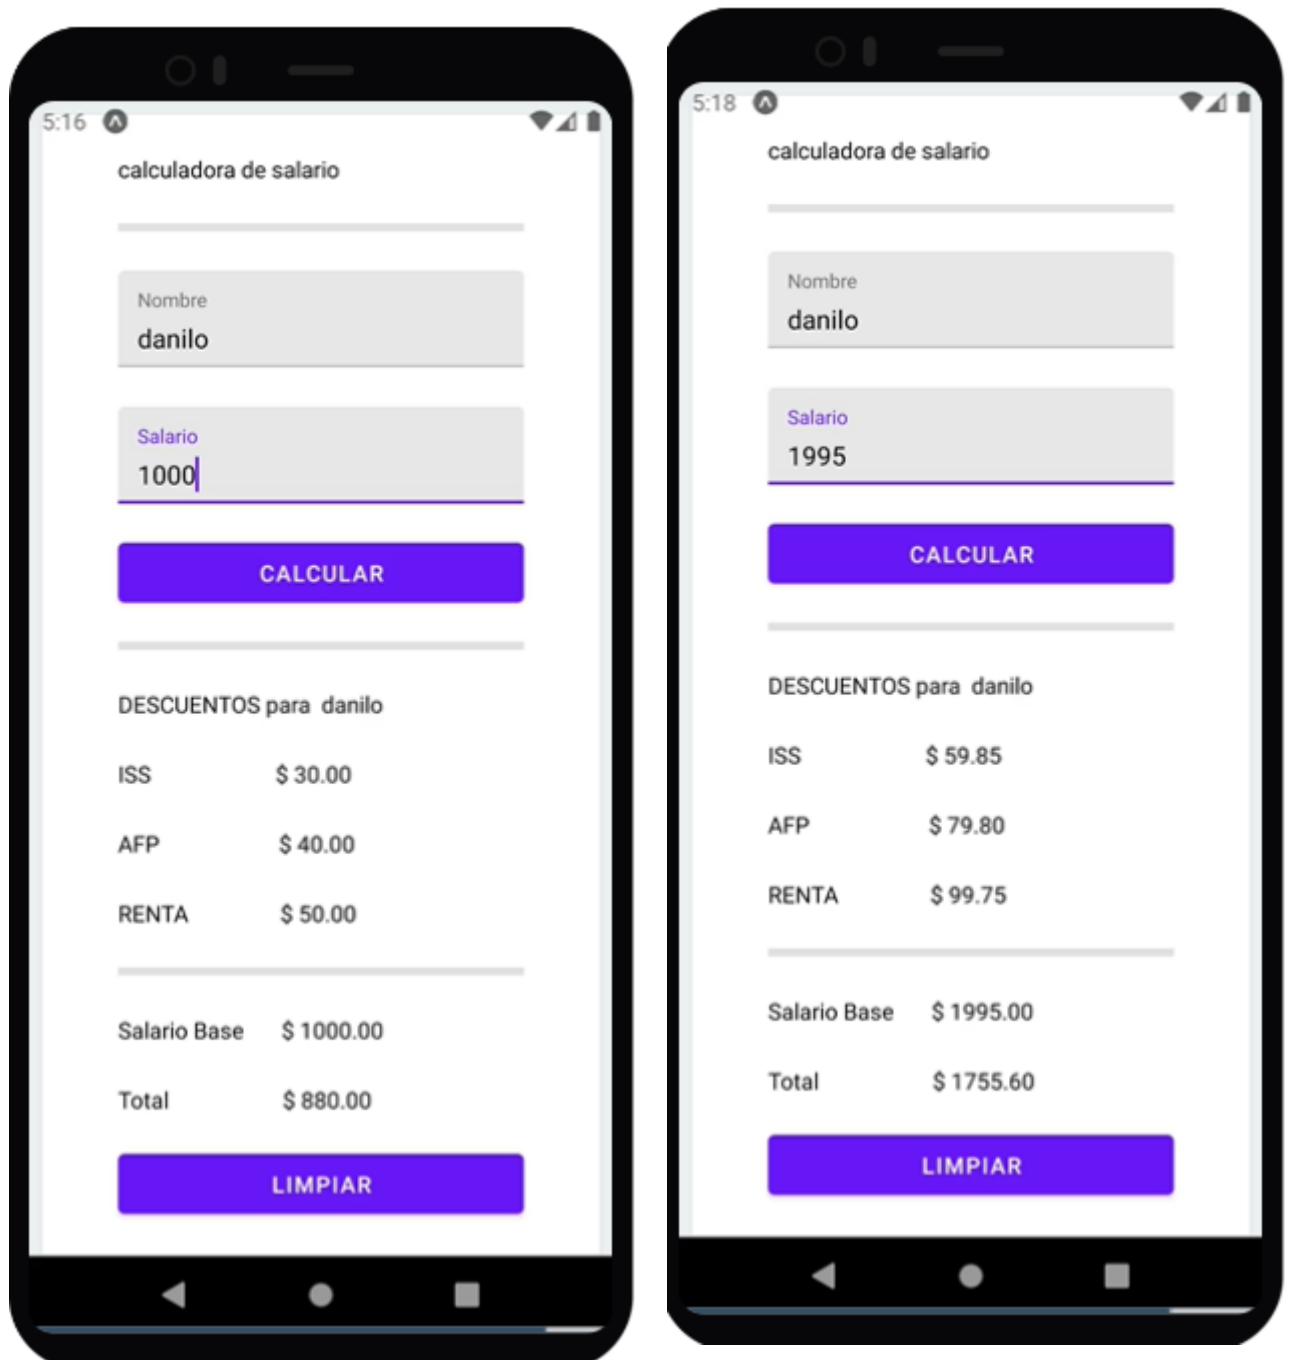 5:16
calculadora de salario
Nombre
danilo
Salario
1000
CALCULAR
DESCUENTOS para  danilo
ISS $ 30.00
AFP $ 40.00
RENTA $ 50.00
Salario Base $ 1000.00
Total $ 880.00
LIMPIAR
5:18
calculadora de salario
Nombre
danilo
Salario
1995
CALCULAR
DESCUENTOS para  danilo
ISS $ 59.85
AFP $ 79.80
RENTA $ 99.75
Salario Base $ 1995.00
Total $ 1755.60
LIMPIAR